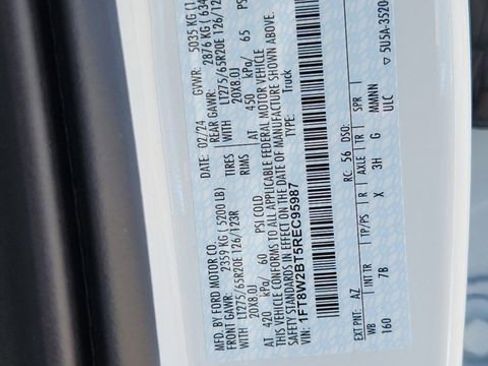 MFD. BY FORD MOTOR CO.
DATE: 02/24
GVWR: 5035 KG
FRONT GAWR: 2359 KG ( 5200 LB)
REAR GAWR: 2876 KG
WITH LT275/65R20E 126/123R TIRES
WITH LT275/65R20E 126/12
20X8.0J RIMS
20X8.0J
AT 420 kPa/ 60 PSI COLD
AT 450 kPa/ 65 PS
THIS VEHICLE CONFORMS TO ALL APPLICABLE FEDERAL MOTOR VEHICLE
SAFETY STANDARDS IN EFFECT ON THE DATE OF MANUFACTURE SHOWN ABOVE.
VIN: 1FT8W2BT5REC95987
TYPE: Truck
EXT PNT: AZ RC: 56 DSO:
WB INT TR TP/PS R AXLE TR SPR
160 7B X 3H G MMMNN
ULC
5U5A-3520